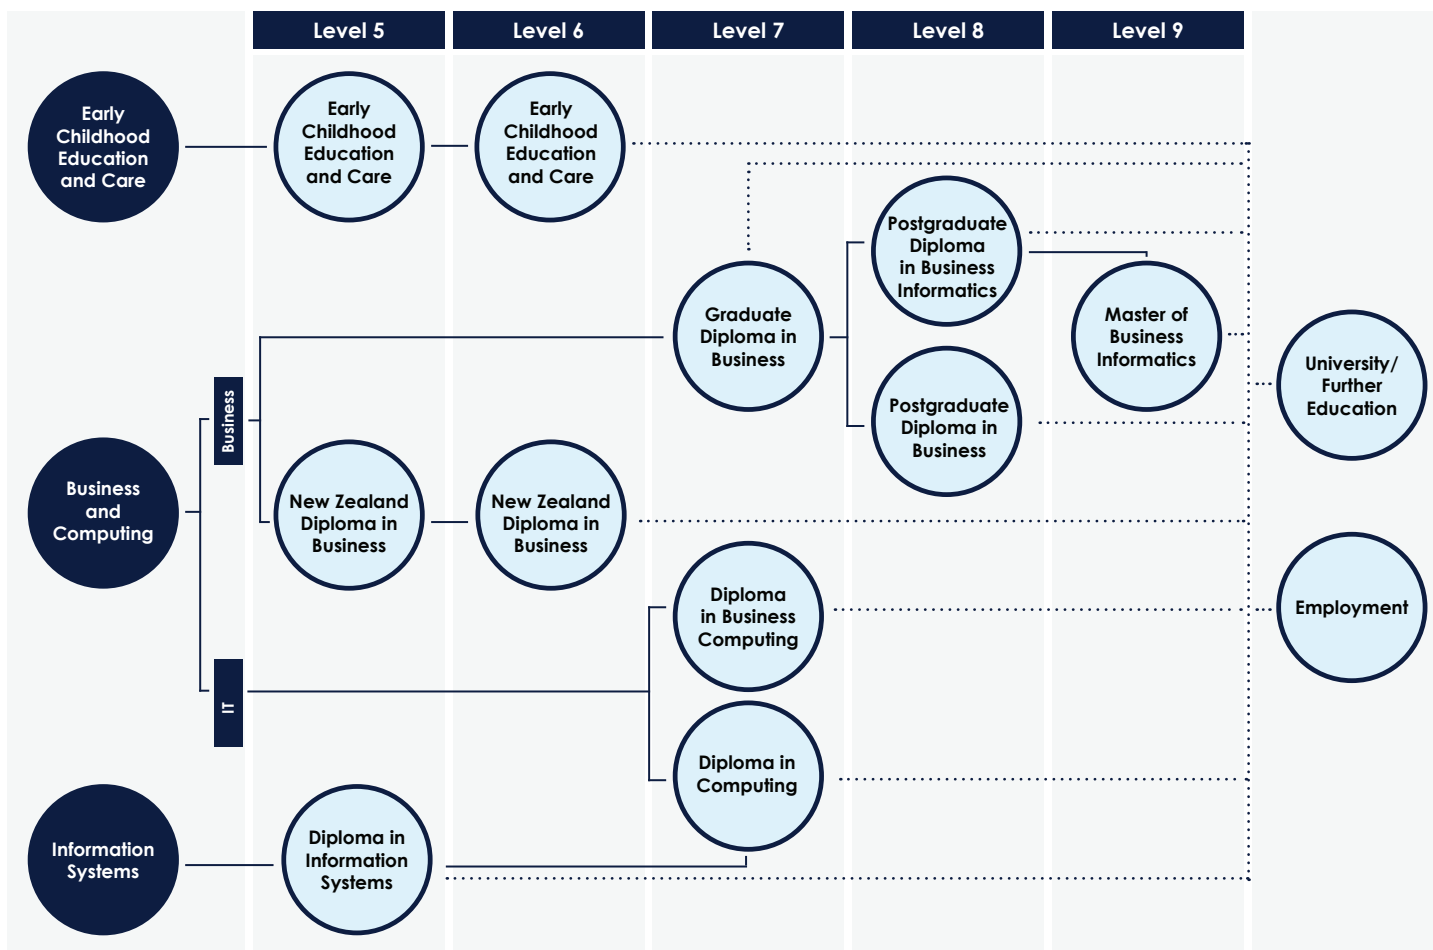 Level 5
Level 6
Level 7
Level 8
Level 9
Early
Childhood
Education
and Care
Early
Childhood
Education
and Care
Early
Childhood
Education
and Care
Postgraduate
Diploma
in Business
Informatics
Graduate
Diploma in
Business
Master of
Business
Informatics
University/
Further
Education
Postgraduate
Diploma in
Business
Business
Business
and
Computing
New Zealand
Diploma in
Business
New Zealand
Diploma in
Business
Diploma
in Business
Computing
Employment
IT
Diploma in
Computing
Information
Systems
Diploma in
Information
Systems